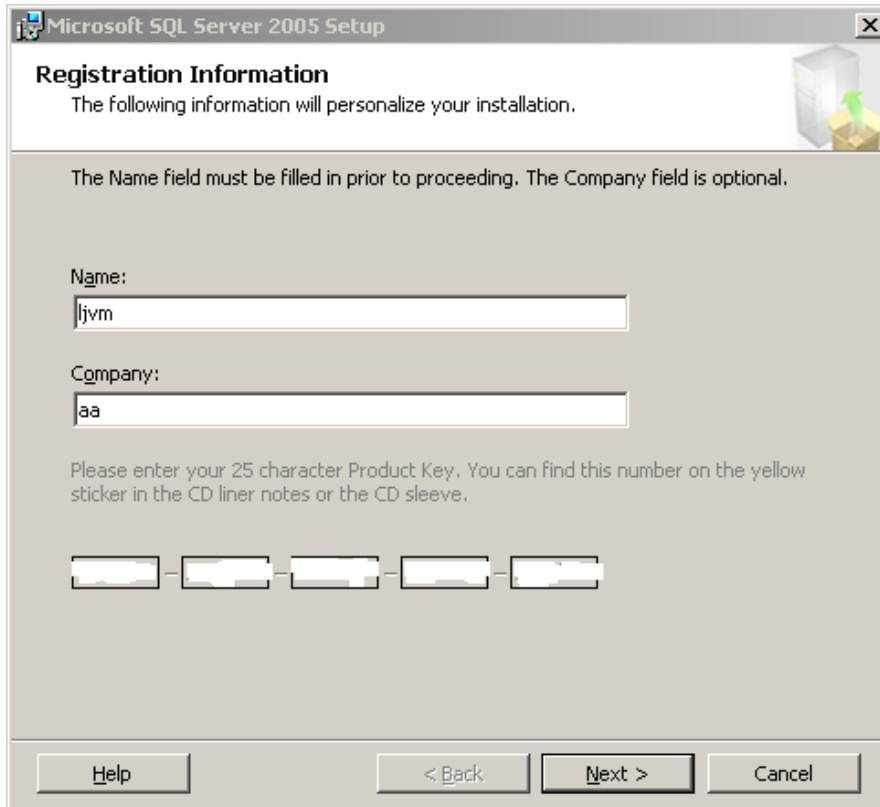 Microsoft SQL Server 2005 Setup
Registration Information
The following information will personalize your installation.
The Name field must be filled in prior to proceeding. The Company field is optional.
Name:
ljvm
Company:
aa
Please enter your 25 character Product Key. You can find this number on the yellow
sticker in the CD liner notes or the CD sleeve.
– – – –
Help < Back Next > Cancel